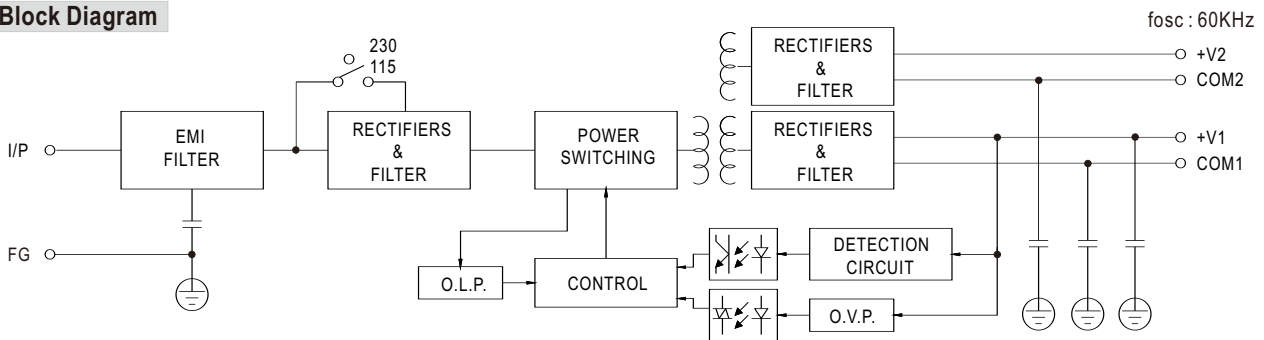 Block Diagram
fosc : 60KHz
230
115
I/P
EMI
FILTER
RECTIFIERS
&
FILTER
POWER
SWITCHING
RECTIFIERS
&
FILTER
+V2
COM2
RECTIFIERS
&
FILTER
+V1
COM1
FG
O.L.P.
CONTROL
DETECTION
CIRCUIT
O.V.P.